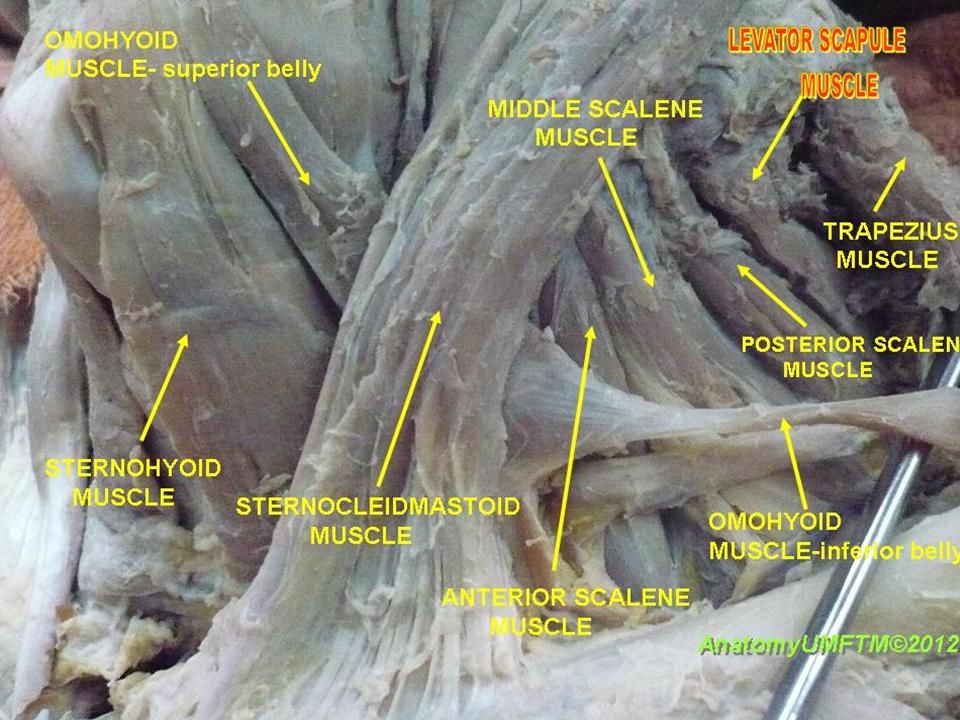 OMOHYOID
MUSCLE- superior belly
LEVATOR SCAPULE
MUSCLE
MIDDLE SCALENE
MUSCLE
TRAPEZIUS
MUSCLE
POSTERIOR SCALEN
MUSCLE
STERNOHYOID
MUSCLE
STERNOCLEIDMASTOID
MUSCLE
OMOHYOID
MUSCLE-inferior belly
ANTERIOR SCALENE
MUSCLE
AnatomyUMFTM©2012